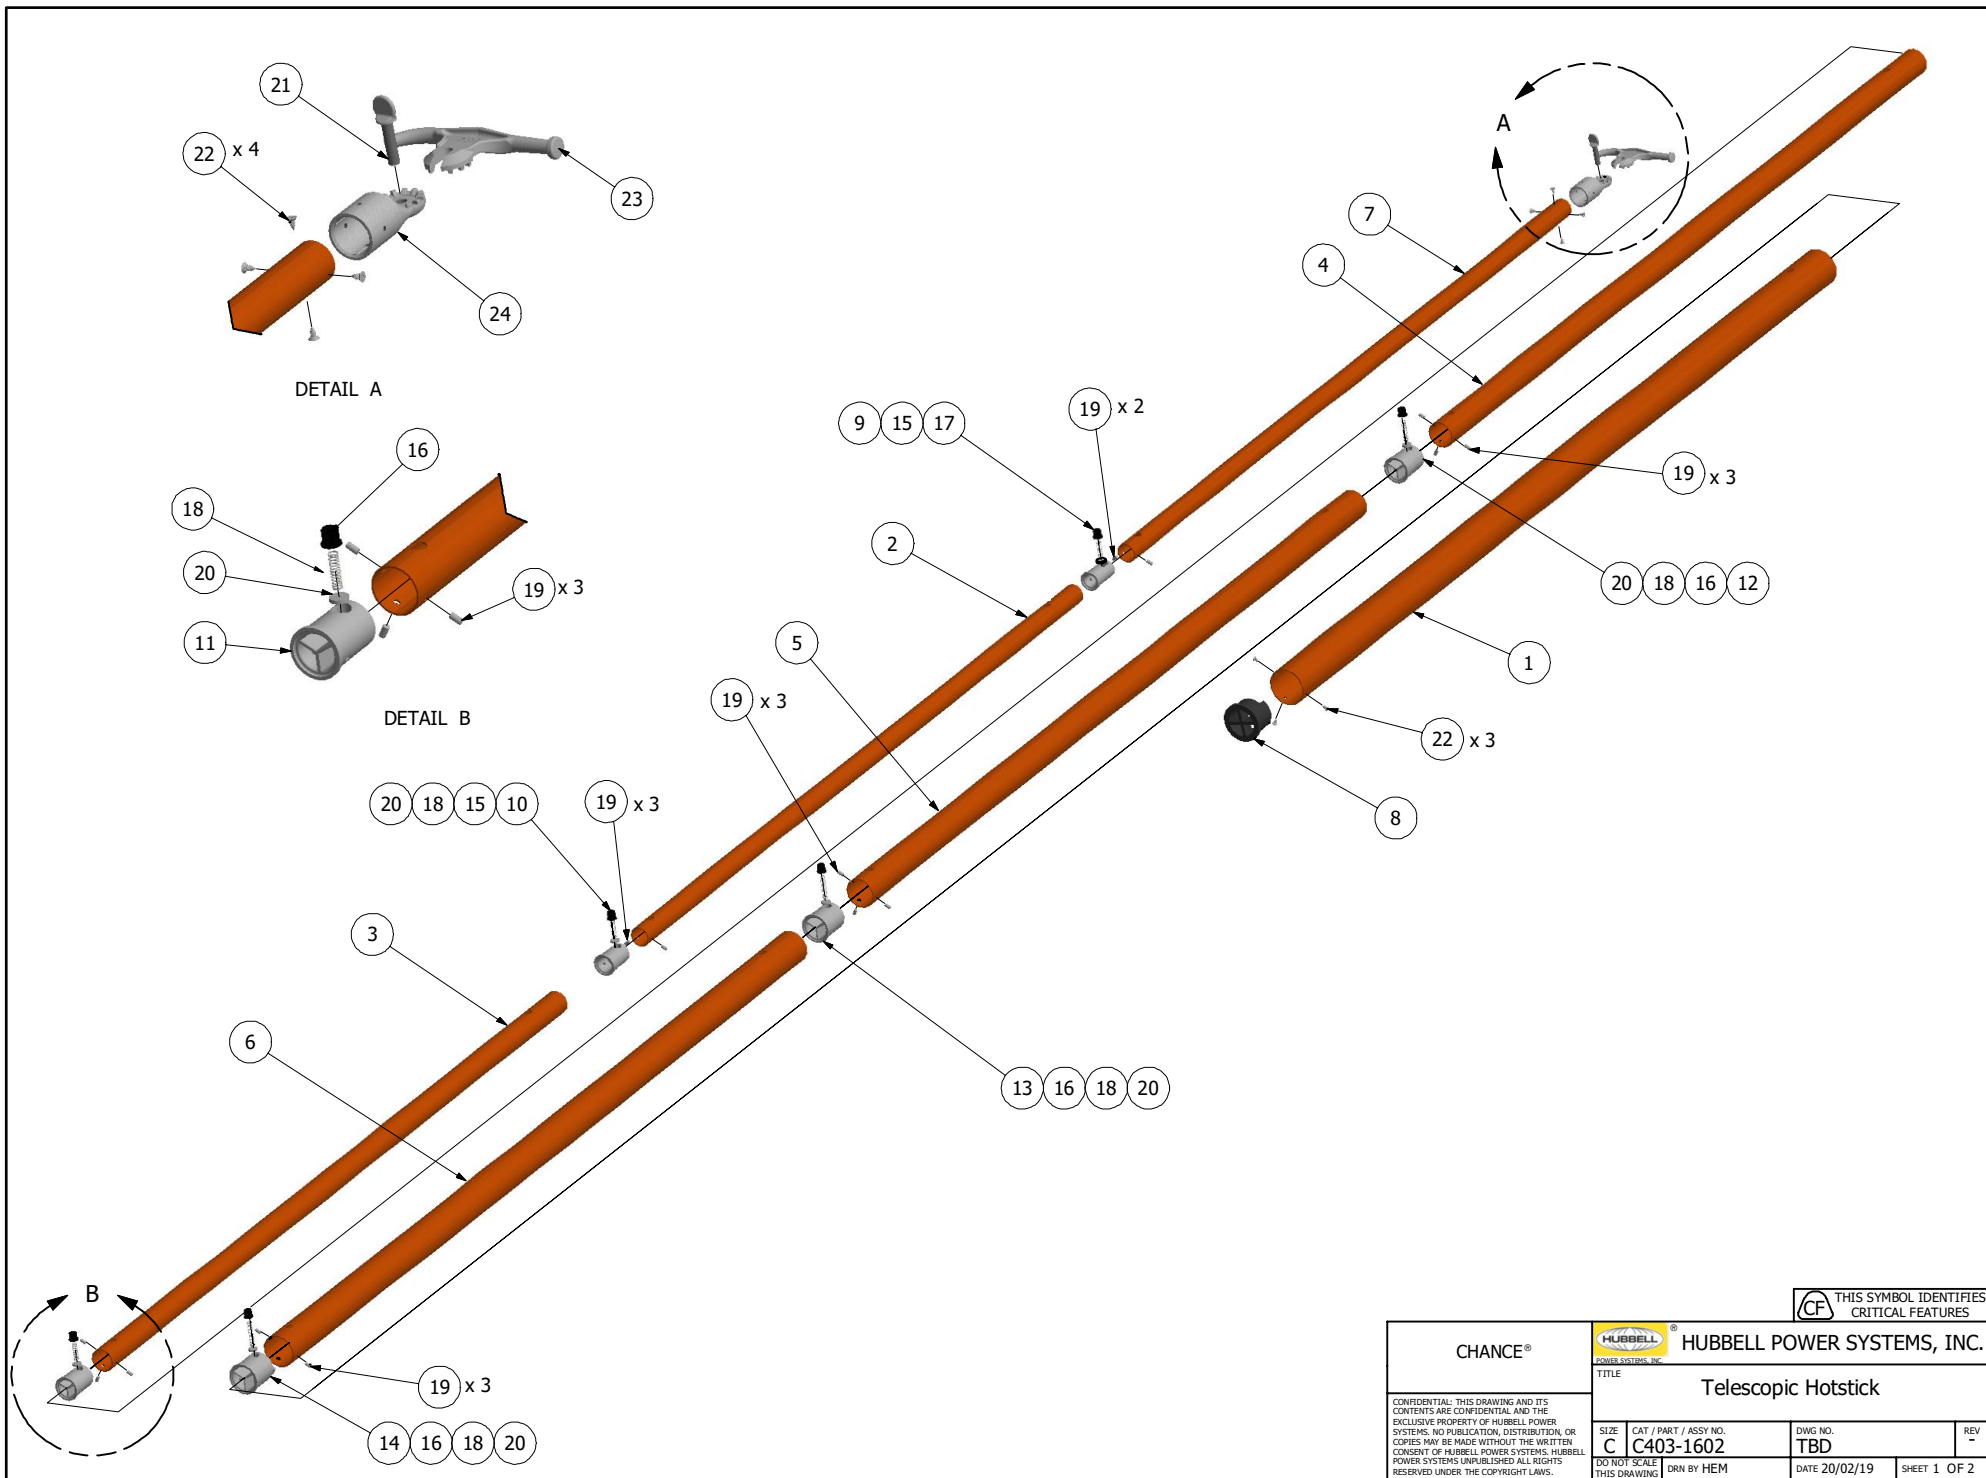 21
22 x 4
23
24
DETAIL A
16
18
20
19 x 3
11
DETAIL B
A
7
4
9 15 17
19 x 2
19 x 3
2
20 18 16 12
5
1
19 x 3
22 x 3
8
20 18 15 10
19 x 3
3
6
13 16 18 20
B
19 x 3
14 16 18 20
CF THIS SYMBOL IDENTIFIES
CRITICAL FEATURES
CHANCE®
HUBBELL ®
POWER SYSTEMS, INC.
HUBBELL POWER SYSTEMS, INC.
TITLE
Telescopic Hotstick
CONFIDENTIAL: THIS DRAWING AND ITS
CONTENTS ARE CONFIDENTIAL AND THE
EXCLUSIVE PROPERTY OF HUBBELL POWER
SYSTEMS. NO PUBLICATION, DISTRIBUTION, OR
COPIES MAY BE MADE WITHOUT THE WRITTEN
CONSENT OF HUBBELL POWER SYSTEMS. HUBBELL
POWER SYSTEMS UNPUBLISHED ALL RIGHTS
RESERVED UNDER THE COPYRIGHT LAWS.
SIZE
C
CAT / PART / ASSY NO.
C403-1602
DWG NO.
TBD
REV
-
DO NOT SCALE
THIS DRAWING
DRN BY HEM
DATE 20/02/19
SHEET 1 OF 2